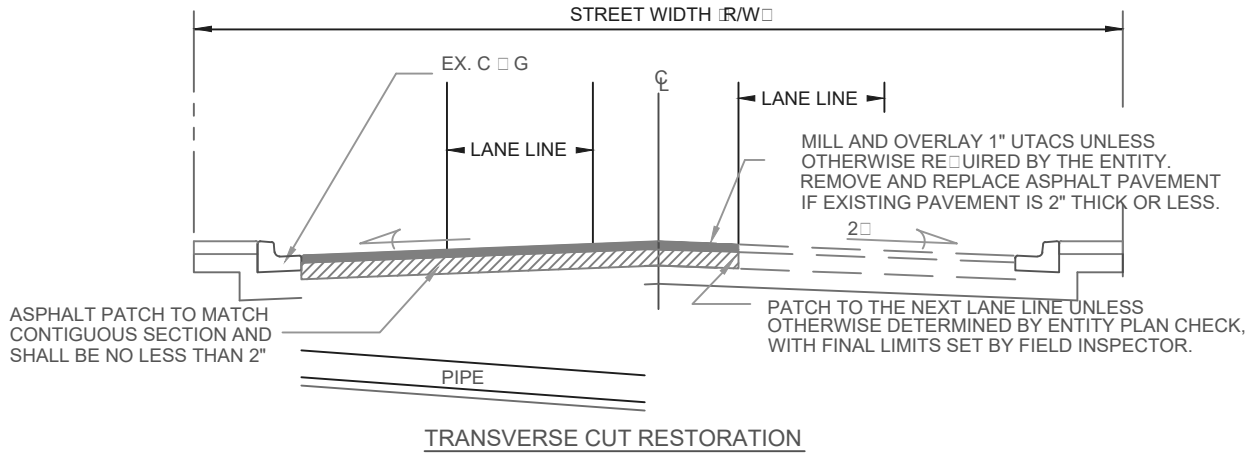 STREET WIDTH □R/W□
EX. C □ G
℄
LANE LINE
LANE LINE
MILL AND OVERLAY 1" UTACS UNLESS
OTHERWISE RE□UIRED BY THE ENTITY.
REMOVE AND REPLACE ASPHALT PAVEMENT
IF EXISTING PAVEMENT IS 2" THICK OR LESS.
2□
ASPHALT PATCH TO MATCH
CONTIGUOUS SECTION AND
SHALL BE NO LESS THAN 2"
PATCH TO THE NEXT LANE LINE UNLESS
OTHERWISE DETERMINED BY ENTITY PLAN CHECK,
WITH FINAL LIMITS SET BY FIELD INSPECTOR.
PIPE
TRANSVERSE CUT RESTORATION